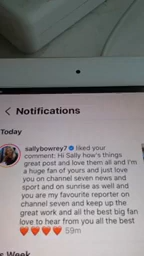 < Notifications
Today
sallybowrey7 liked your
comment: Hi Sally how's things
great post and love them all and I'm
a huge fan of yours and just love
you on channel seven news and
sport and on sunrise as well and
you are my favourite reporter on
channel seven and keep up the
great work and all the best big fan
love to hear from you all the best
❤️❤️❤️❤️ 59m
Week